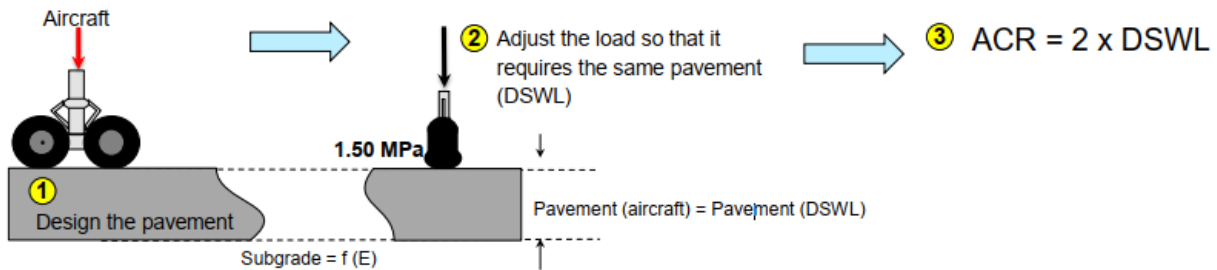 Aircraft
1
Design the pavement
Subgrade = f (E)
1.50 MPa
2 Adjust the load so that it
requires the same pavement
(DSWL)
Pavement (aircraft) = Pavement (DSWL)
3 ACR = 2 x DSWL